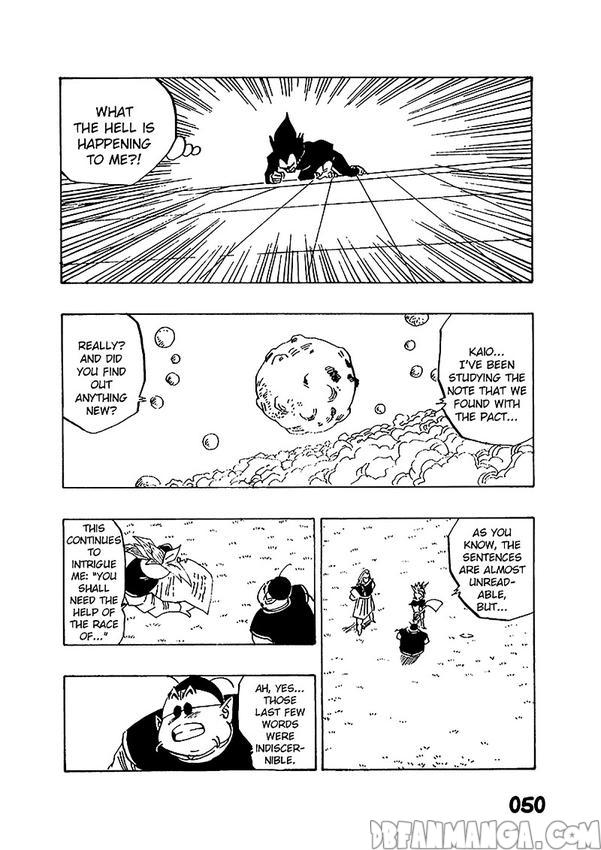 WHAT
THE HELL IS
HAPPENING
TO ME?!
KAIO...
I'VE BEEN
STUDYING THE
NOTE THAT WE
FOUND WITH
THE PACT...
REALLY?
AND DID
YOU FIND
OUT
ANYTHING
NEW?
AS YOU
KNOW, THE
SENTENCES
ARE ALMOST
UNREAD-
ABLE,
BUT...
THIS
CONTINUES
TO
INTRIGUE
ME: "YOU
SHALL
NEED THE
HELP OF
THE RACE
OF..."
AH, YES...
THOSE
LAST FEW
WORDS
WERE
INDISCER-
NIBLE.
050
DBFANMANGA.COM